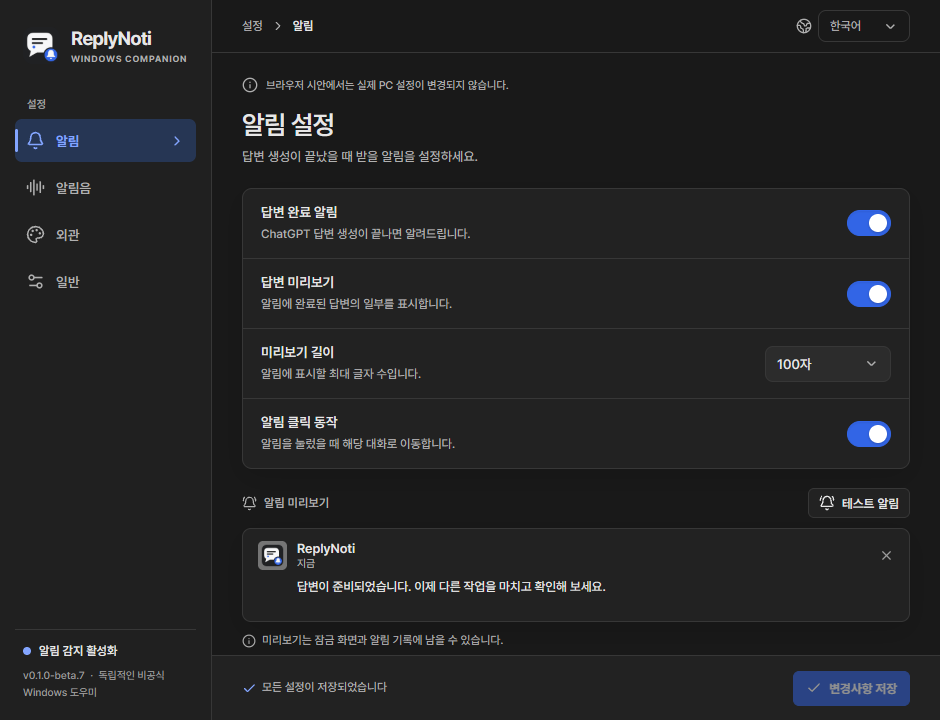 ReplyNoti
WINDOWS COMPANION
설정
알림
알림음
외관
일반
알림 감지 활성화
v0.1.0-beta.7 · 독립적인 비공식
Windows 도우미
설정 > 알림
한국어
브라우저 시안에서는 실제 PC 설정이 변경되지 않습니다.
알림 설정
답변 생성이 끝났을 때 받을 알림을 설정하세요.
답변 완료 알림
ChatGPT 답변 생성이 끝나면 알려드립니다.
답변 미리보기
알림에 완료된 답변의 일부를 표시합니다.
미리보기 길이
알림에 표시할 최대 글자 수입니다.
100자
알림 클릭 동작
알림을 눌렀을 때 해당 대화로 이동합니다.
알림 미리보기
테스트 알림
ReplyNoti
지금
답변이 준비되었습니다. 이제 다른 작업을 마치고 확인해 보세요.
미리보기는 잠금 화면과 알림 기록에 남을 수 있습니다.
모든 설정이 저장되었습니다
변경사항 저장